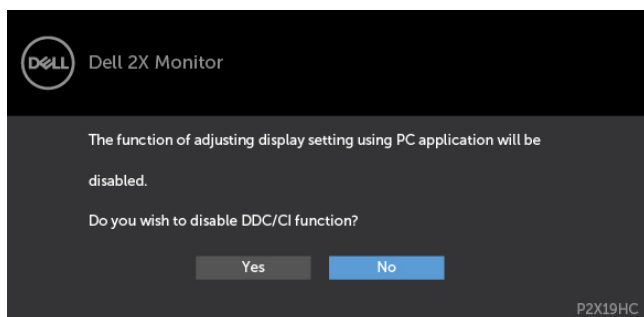 DELL
Dell 2X Monitor
The function of adjusting display setting using PC application will be
disabled.
Do you wish to disable DDC/CI function?
Yes No
P2X19HC